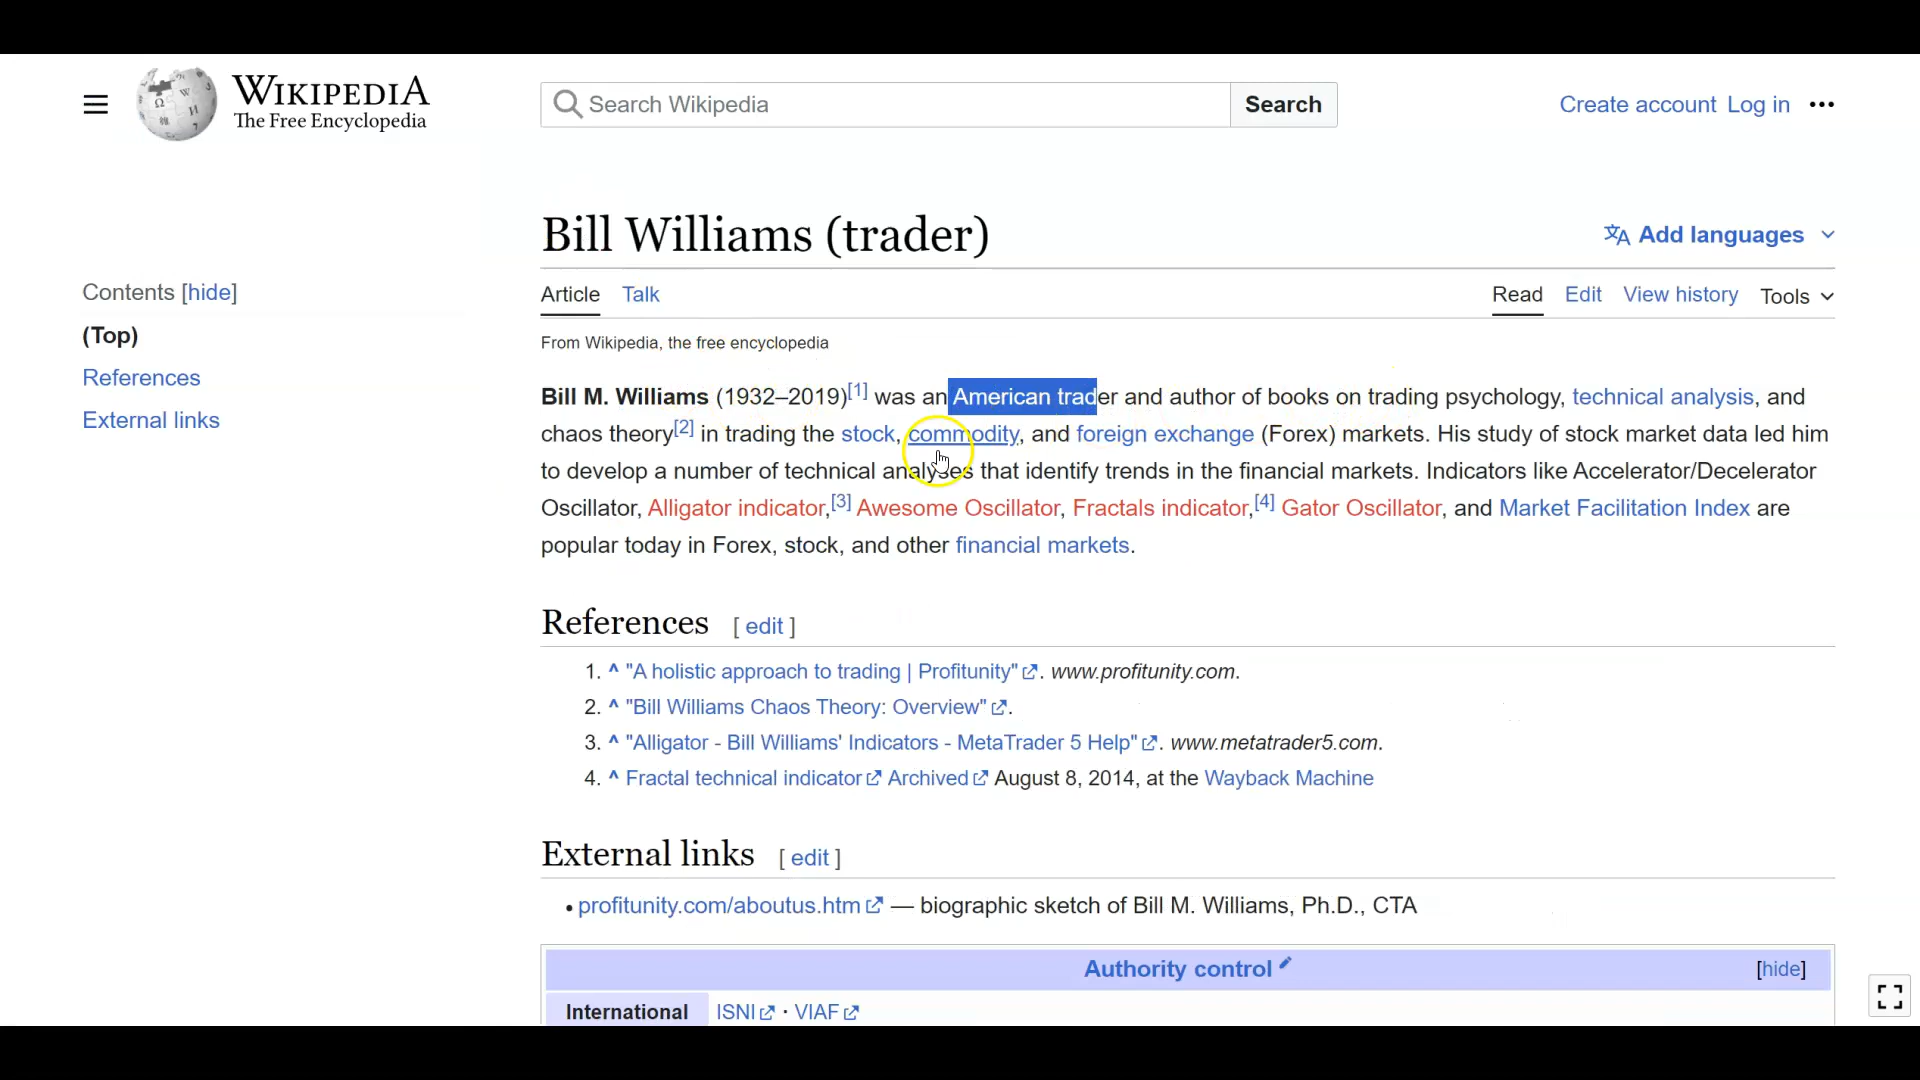 WIKIPEDIA
The Free Encyclopedia
Search Wikipedia
Search
Create account Log in
Bill Williams (trader)
Add languages
Contents [hide]
(Top)
References
External links
Article Talk
Read Edit View history Tools
From Wikipedia, the free encyclopedia
Bill M. Williams (1932–2019)[1] was an American trader and author of books on trading psychology, technical analysis, and
chaos theory[2] in trading the stock, commodity, and foreign exchange (Forex) markets. His study of stock market data led him
to develop a number of technical analyses that identify trends in the financial markets. Indicators like Accelerator/Decelerator
Oscillator, Alligator indicator,[3] Awesome Oscillator, Fractals indicator,[4] Gator Oscillator, and Market Facilitation Index are
popular today in Forex, stock, and other financial markets.
References [ edit ]
1. ^ "A holistic approach to trading | Profitunity". www.profitunity.com.
2. ^ "Bill Williams Chaos Theory: Overview".
3. ^ "Alligator - Bill Williams' Indicators - MetaTrader 5 Help". www.metatrader5.com.
4. ^ Fractal technical indicator Archived August 8, 2014, at the Wayback Machine
External links [ edit ]
• profitunity.com/aboutus.htm — biographic sketch of Bill M. Williams, Ph.D., CTA
Authority control [hide]
International ISNI · VIAF